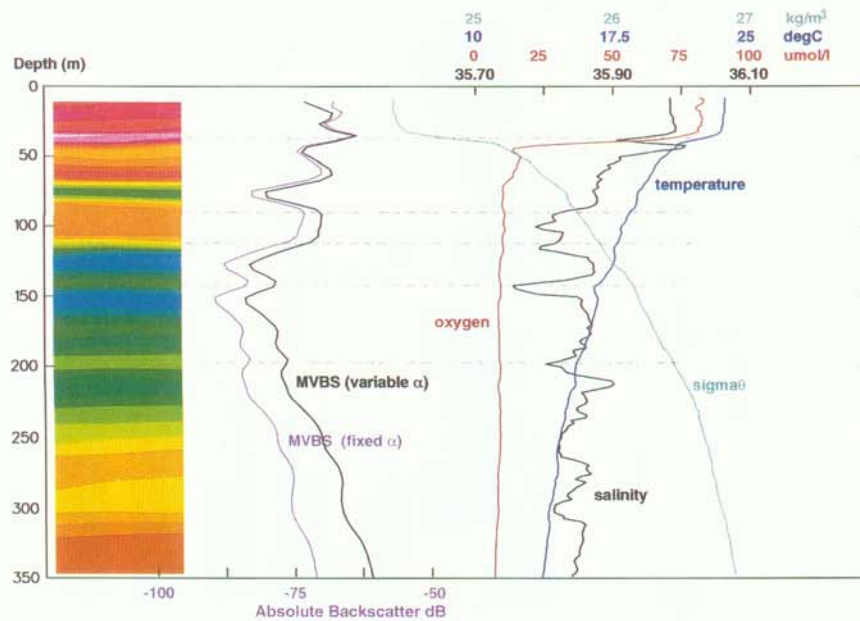 25 26 27 kg/m³
10 17.5 25 degC
0 25 50 75 100 umol/l
Depth (m) 35.70 35.90 36.10
0
50
temperature
100
150
oxygen
200
MVBS (variable α)
sigmaθ
250
MVBS (fixed α)
salinity
300
350
-100 -75 -50
Absolute Backscatter dB